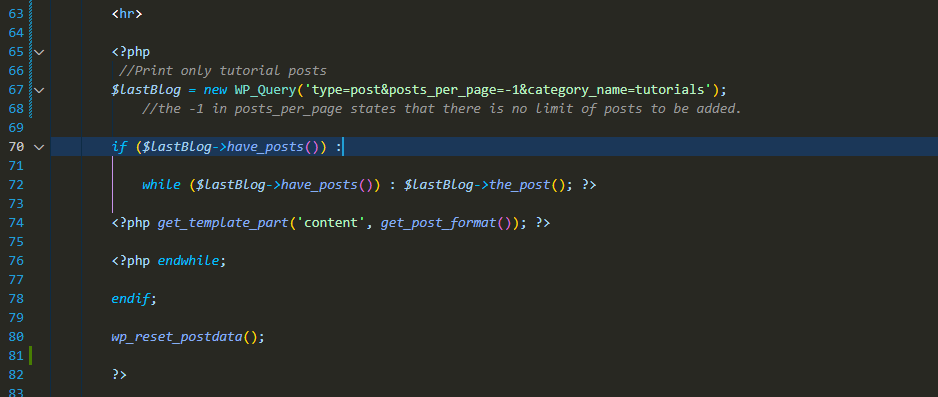 63 <hr>
64
65 <?php
66 //Print only tutorial posts
67 $lastBlog = new WP_Query('type=post&posts_per_page=-1&category_name=tutorials');
68 //the -1 in posts_per_page states that there is no limit of posts to be added.
69
70 if ($lastBlog->have_posts()) :
71
72 while ($lastBlog->have_posts()) : $lastBlog->the_post(); ?>
73
74 <?php get_template_part('content', get_post_format()); ?>
75
76 <?php endwhile;
77
78 endif;
79
80 wp_reset_postdata();
81
82 ?>
83